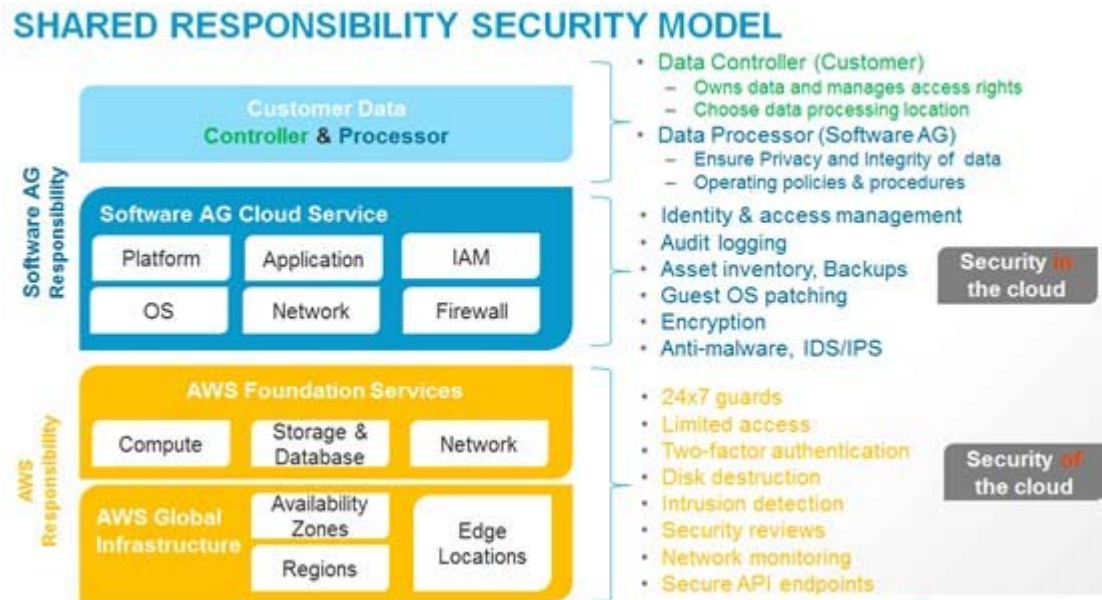 SHARED RESPONSIBILITY SECURITY MODEL
Customer Data
Controller & Processor
• Data Controller (Customer)
– Owns data and manages access rights
– Choose data processing location
• Data Processor (Software AG)
– Ensure Privacy and Integrity of data
– Operating policies & procedures
Software AG
Responsibility
Software AG Cloud Service
Platform
Application
IAM
OS
Network
Firewall
• Identity & access management
• Audit logging
• Asset inventory, Backups
• Guest OS patching
• Encryption
• Anti-malware, IDS/IPS
Security in
the cloud
AWS
Responsibility
AWS Foundation Services
Compute
Storage &
Database
Network
AWS Global
Infrastructure
Availability
Zones
Regions
Edge
Locations
• 24x7 guards
• Limited access
• Two-factor authentication
• Disk destruction
• Intrusion detection
• Security reviews
• Network monitoring
• Secure API endpoints
Security of
the cloud